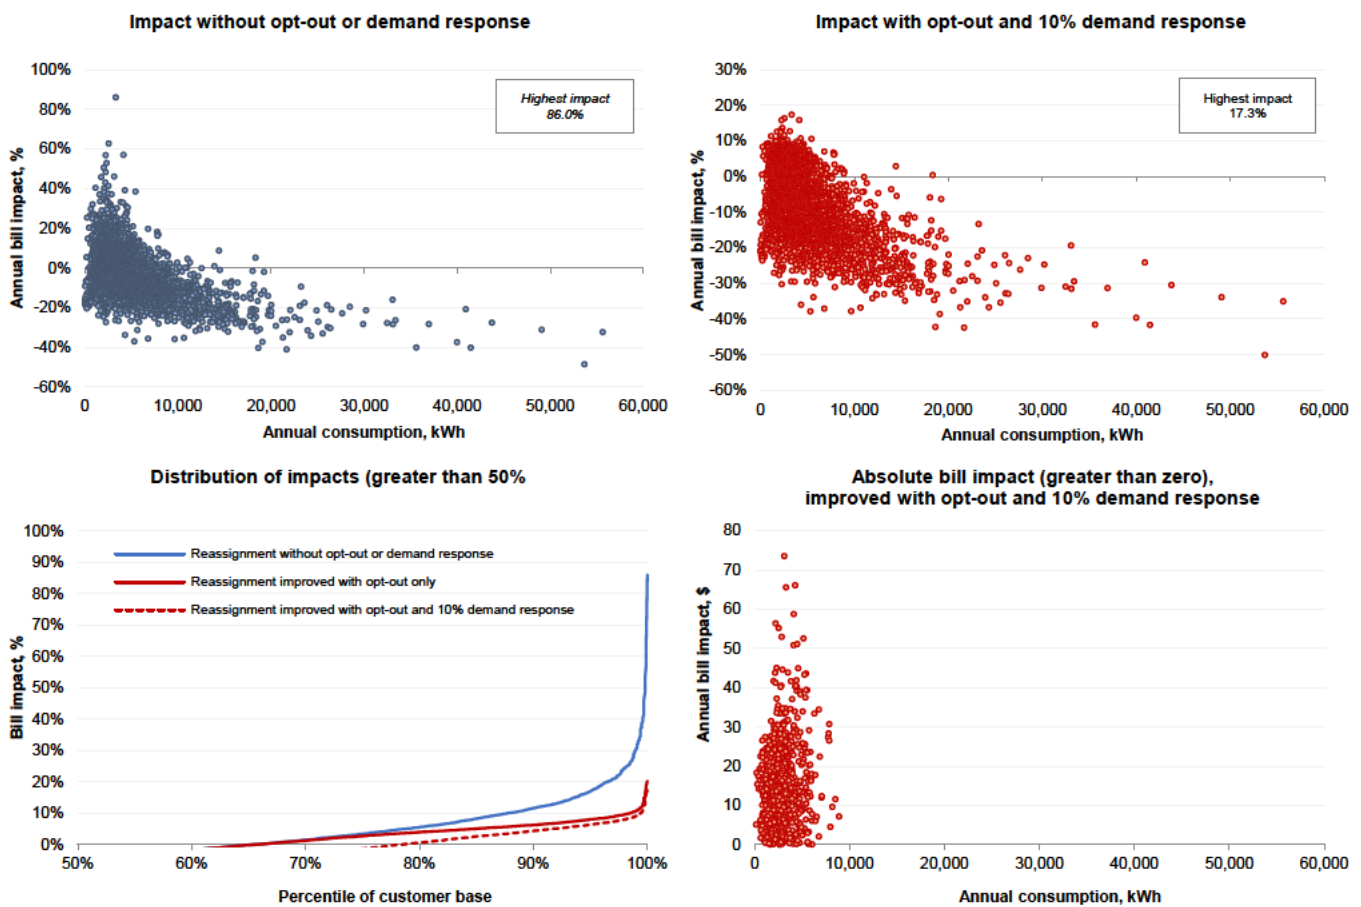 Impact without opt-out or demand response
100%
80%
60%
40%
20%
0%
-20%
-40%
-60%
Annual bill impact, %
Highest impact
86.0%
0 10,000 20,000 30,000 40,000 50,000 60,000
Annual consumption, kWh
Impact with opt-out and 10% demand response
30%
20%
10%
0%
-10%
-20%
-30%
-40%
-50%
-60%
Annual bill impact, %
Highest impact
17.3%
0 10,000 20,000 30,000 40,000 50,000 60,000
Annual consumption, kWh
Distribution of impacts (greater than 50%
100%
90%
80%
70%
60%
50%
40%
30%
20%
10%
0%
Bill impact, %
Reassignment without opt-out or demand response
Reassignment improved with opt-out only
Reassignment improved with opt-out and 10% demand response
50% 60% 70% 80% 90% 100%
Percentile of customer base
Absolute bill impact (greater than zero),
improved with opt-out and 10% demand response
80
70
60
50
40
30
20
10
0
Annual bill impact, $
0 10,000 20,000 30,000 40,000 50,000 60,000
Annual consumption, kWh